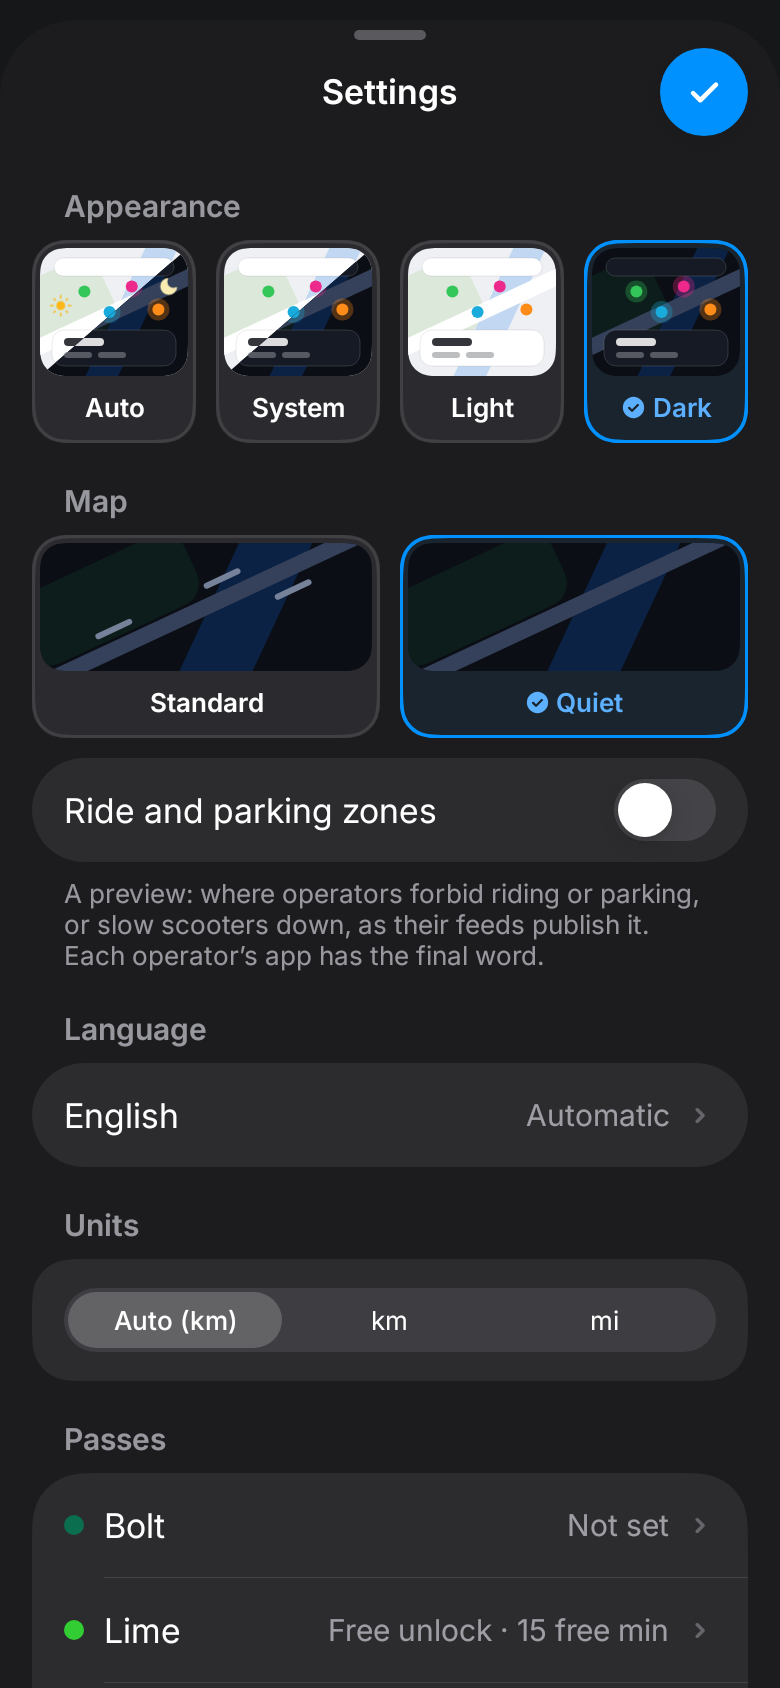 Settings
Appearance
Auto
System
Light
Dark
Map
Standard
Quiet
Ride and parking zones
A preview: where operators forbid riding or parking,
or slow scooters down, as their feeds publish it.
Each operator’s app has the final word.
Language
English
Automatic
Units
Auto (km)
km
mi
Passes
Bolt
Not set
Lime
Free unlock · 15 free min